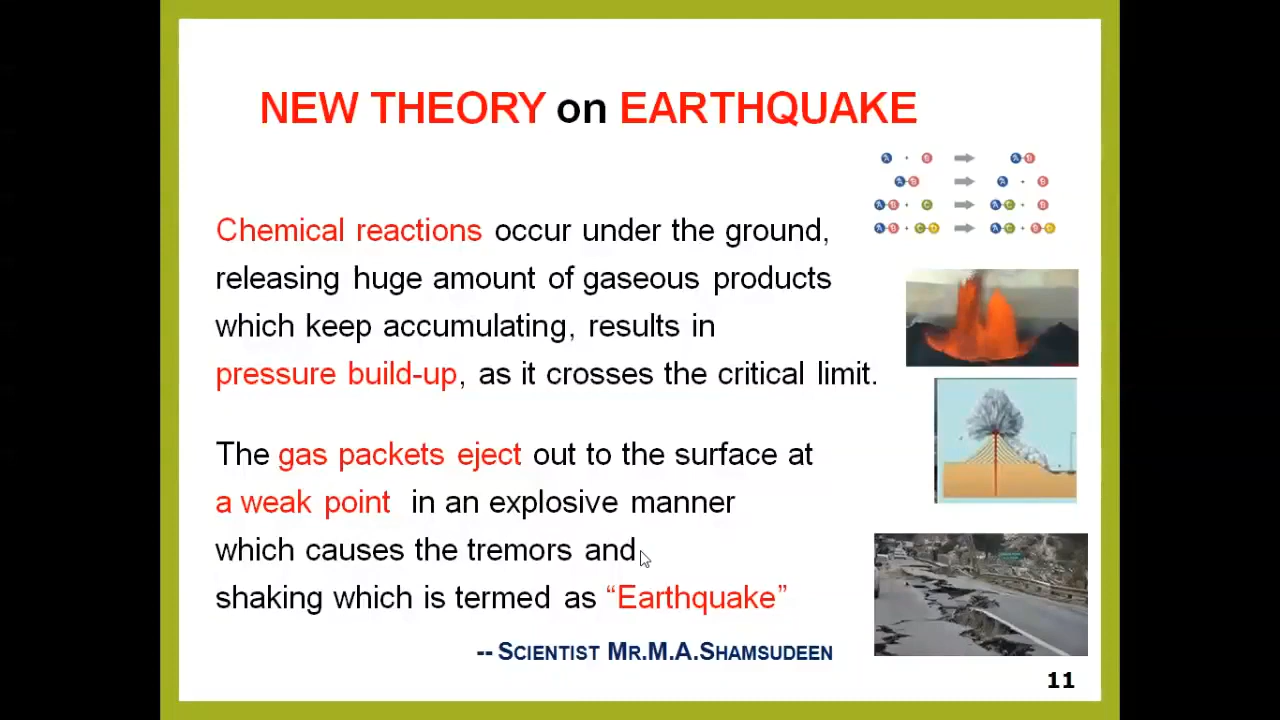 NEW THEORY on EARTHQUAKE
A + B A B
A B A + B
A B + C A C + B
A B + C D A C + B D
Chemical reactions occur under the ground,
releasing huge amount of gaseous products
which keep accumulating, results in
pressure build-up, as it crosses the critical limit.
The gas packets eject out to the surface at
a weak point in an explosive manner
which causes the tremors and
shaking which is termed as “Earthquake”
-- SCIENTIST MR.M.A.SHAMSUDEEN
11